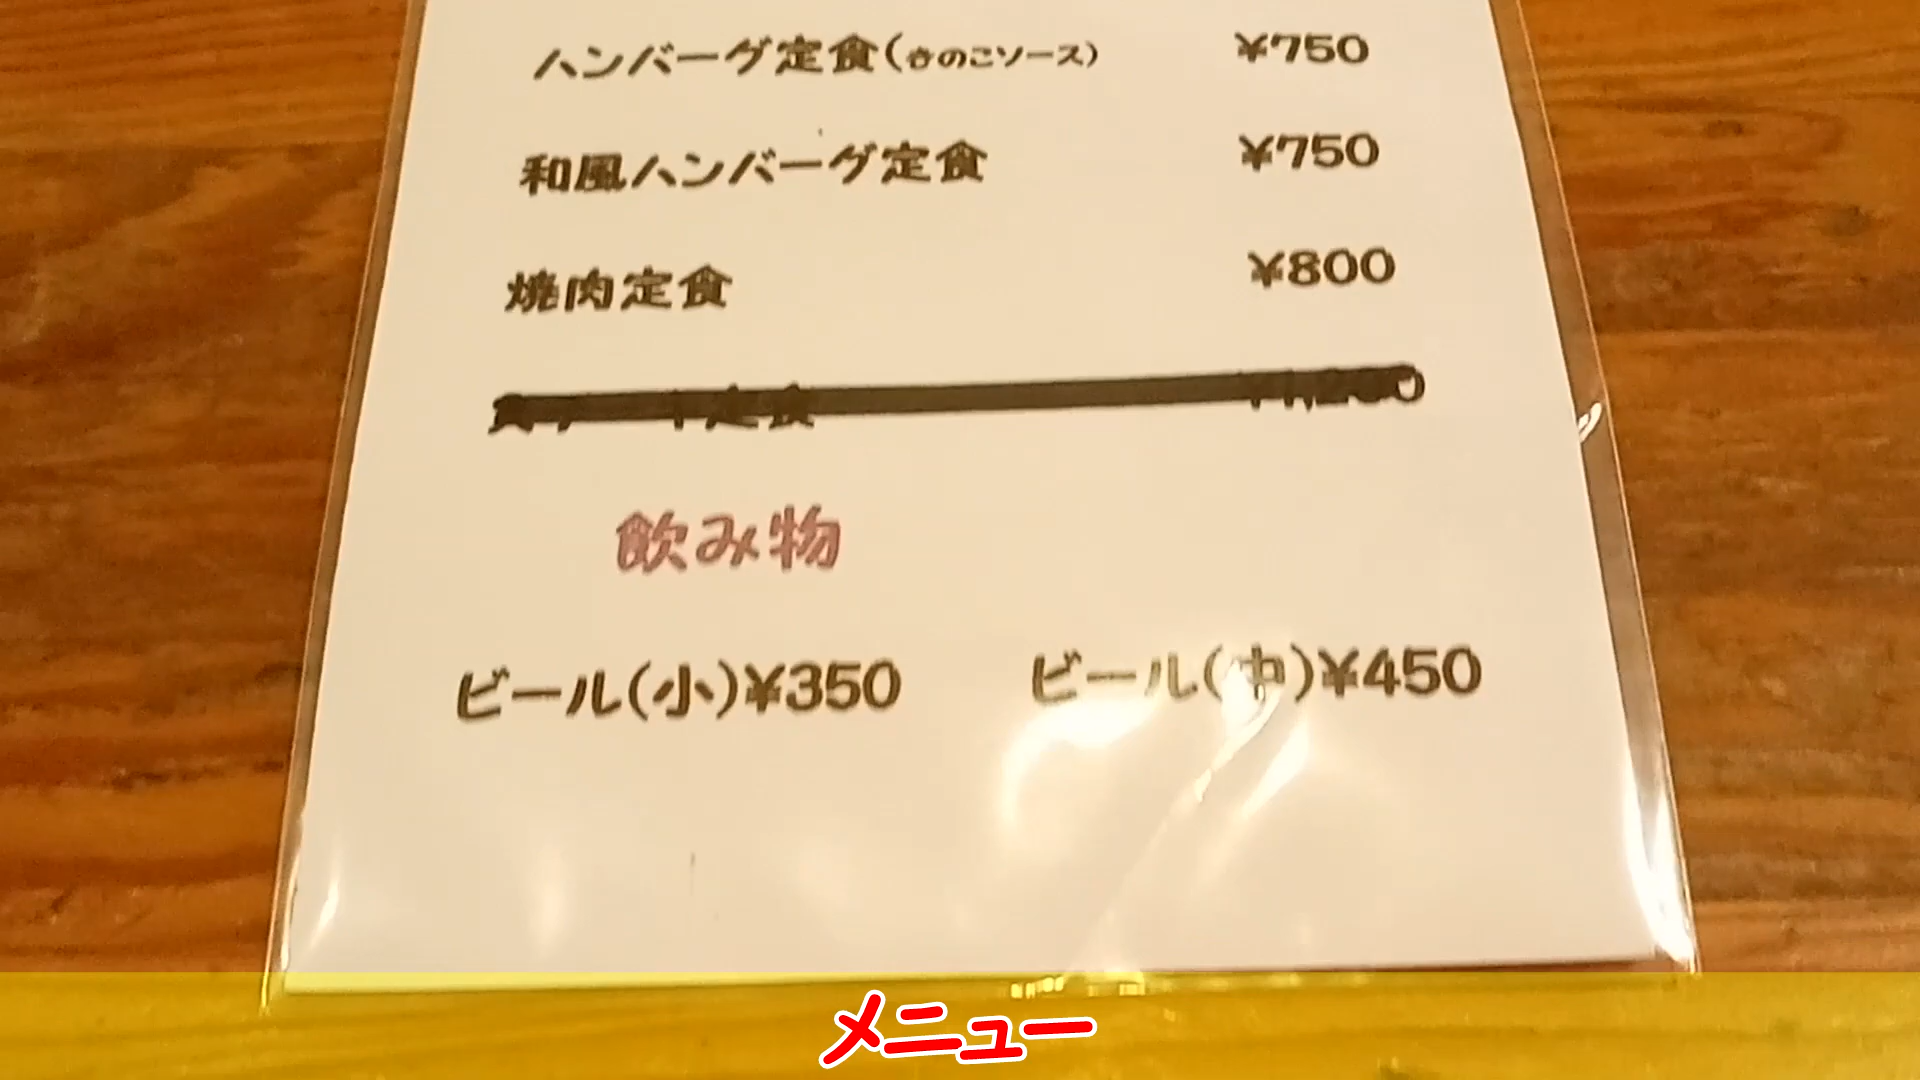 ハンバーグ定食(きのこソース) ¥750
和風ハンバーグ定食 ¥750
焼肉定食 ¥800
定食
飲み物
ビール(小)¥350 ビール(中)¥450
メニュー